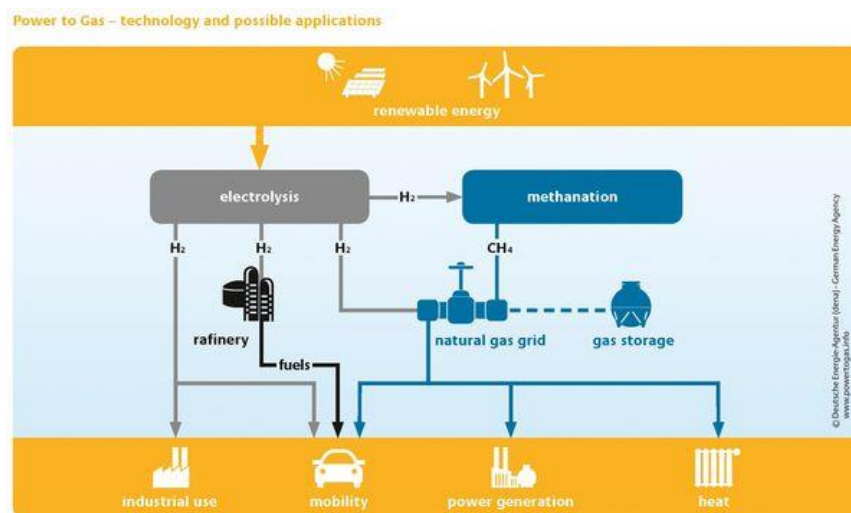 Power to Gas – technology and possible applications
renewable energy
electrolysis
H₂
methanation
H₂
H₂
H₂
CH₄
rafinery
natural gas grid
gas storage
fuels
industrial use
mobility
power generation
heat
© Deutsche Energie-Agentur (dena) - German Energy Agency
www.powertogas.info